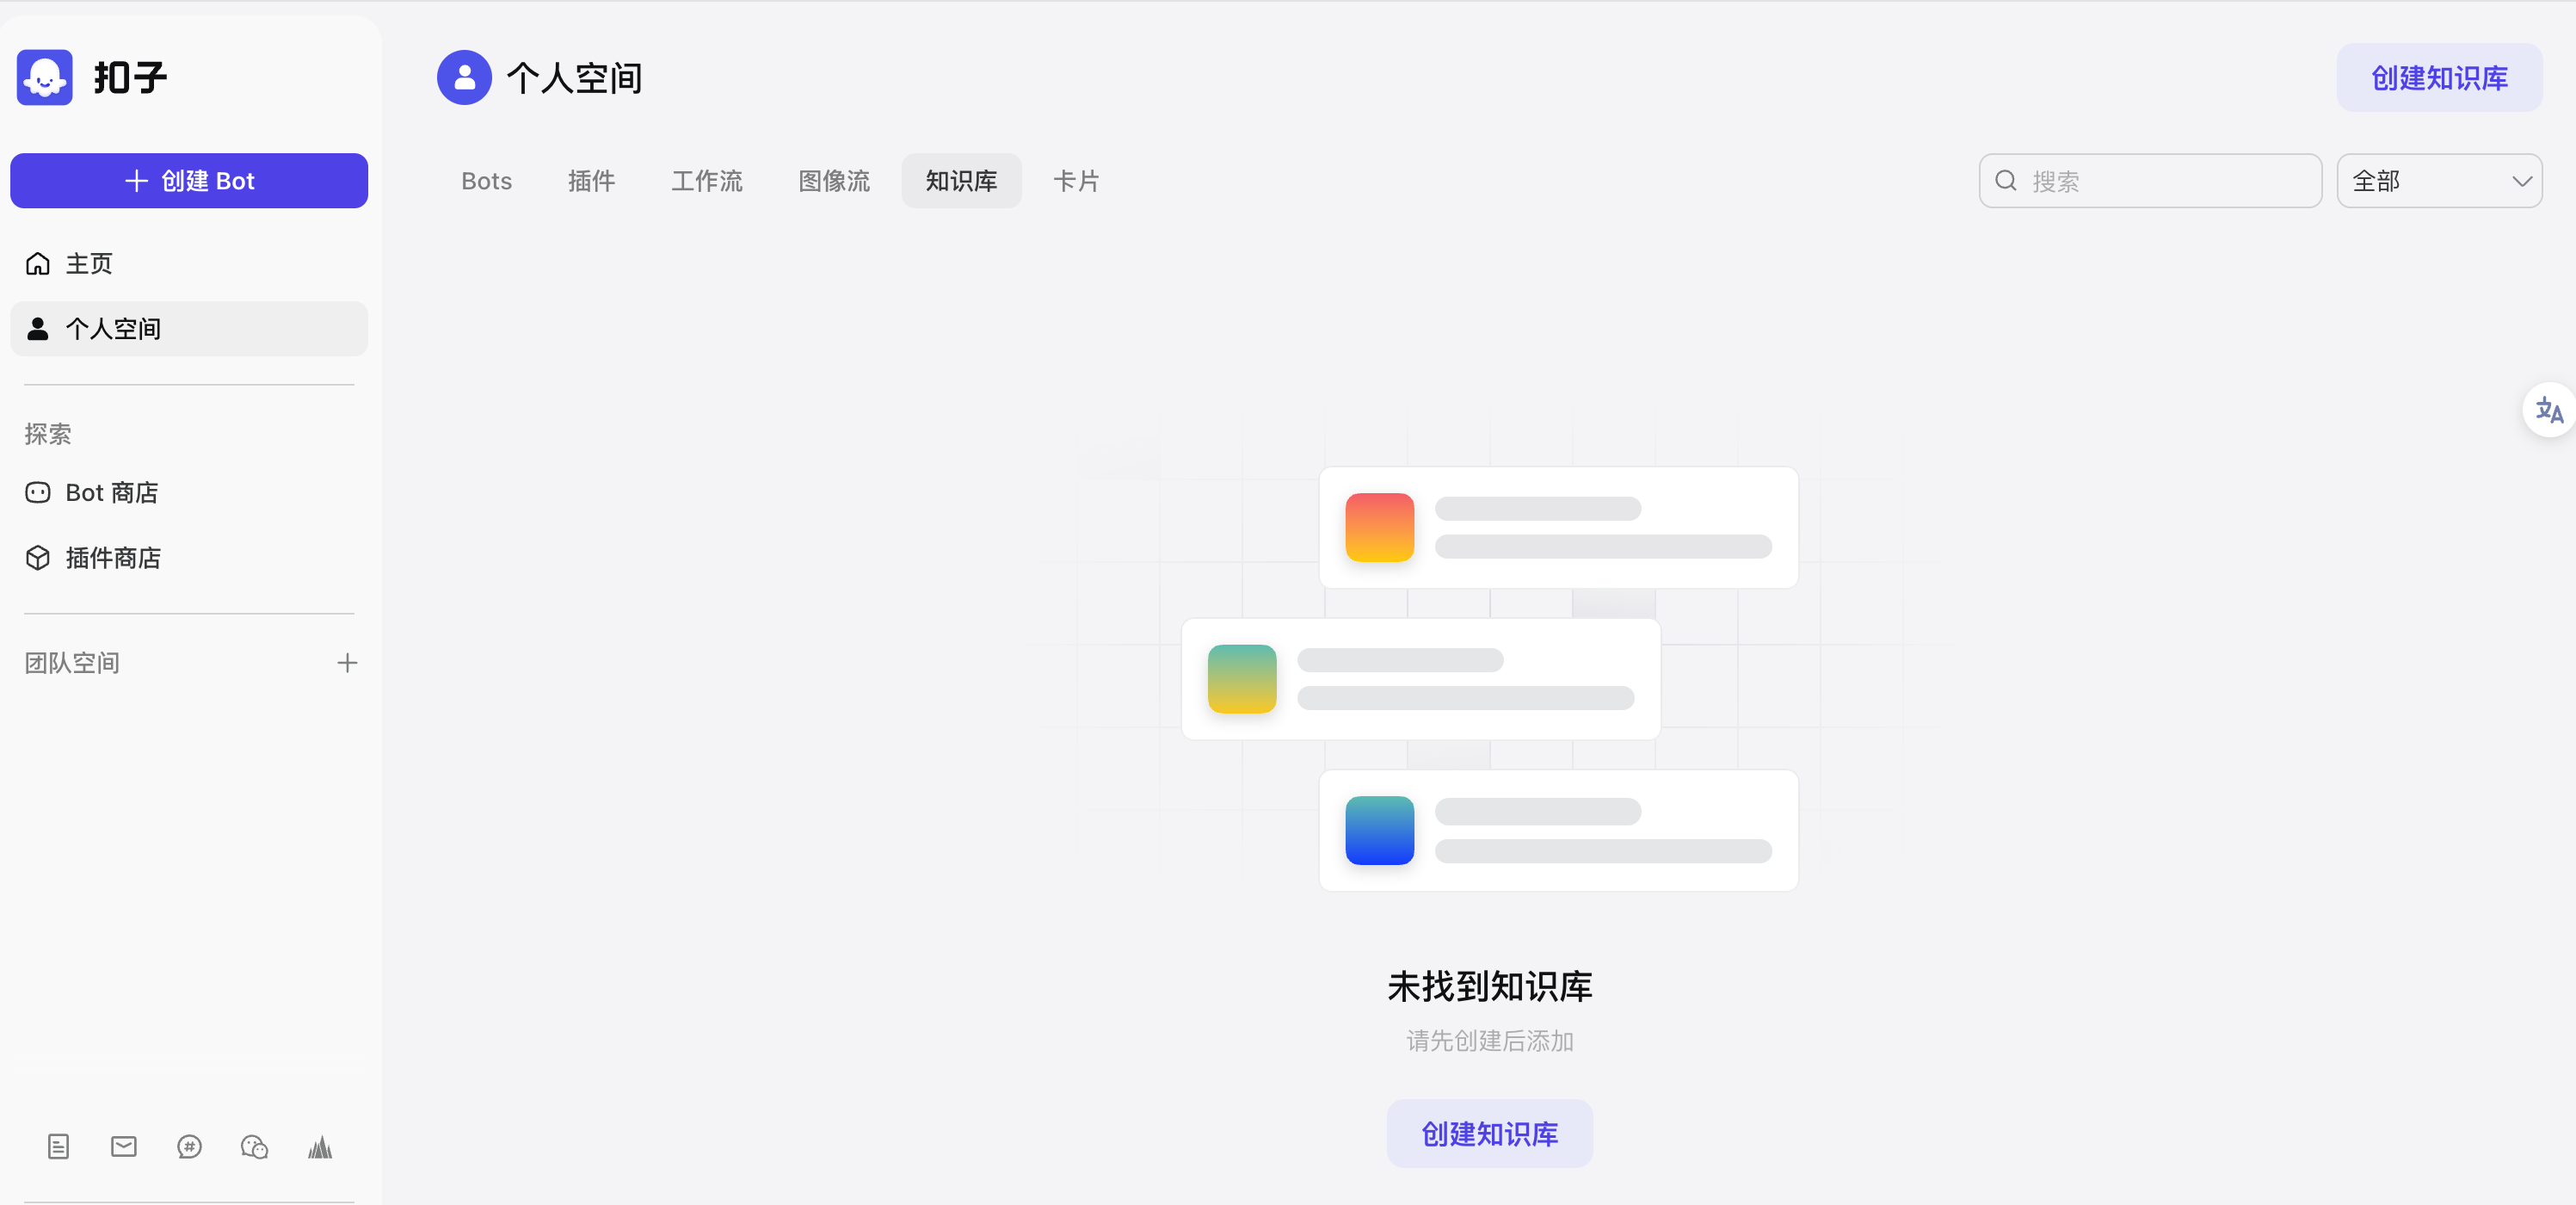 扣子
创建 Bot
主页
个人空间
探索
Bot 商店
插件商店
团队空间
个人空间
创建知识库
Bots 插件 工作流 图像流 知识库 卡片
搜索
全部
未找到知识库
请先创建后添加
创建知识库